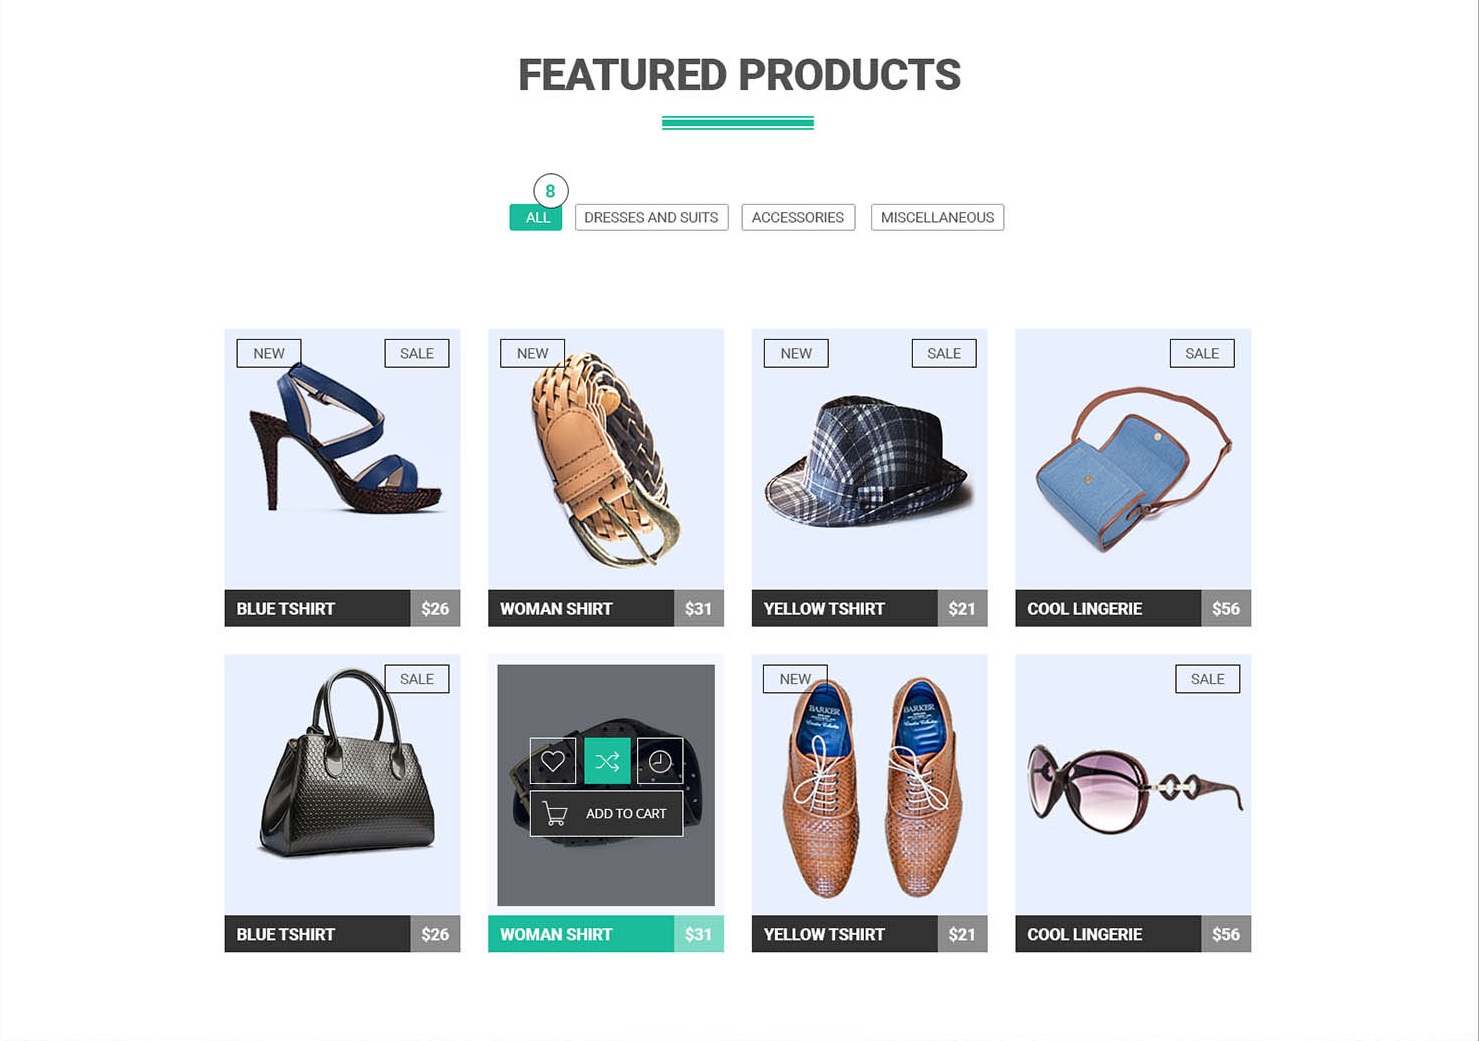 FEATURED PRODUCTS
8
ALL DRESSES AND SUITS ACCESSORIES MISCELLANEOUS
NEW SALE NEW NEW SALE SALE
BLUE TSHIRT $26 WOMAN SHIRT $31 YELLOW TSHIRT $21 COOL LINGERIE $56
SALE NEW SALE
BARKER BARKER
ADD TO CART
BLUE TSHIRT $26 WOMAN SHIRT $31 YELLOW TSHIRT $21 COOL LINGERIE $56